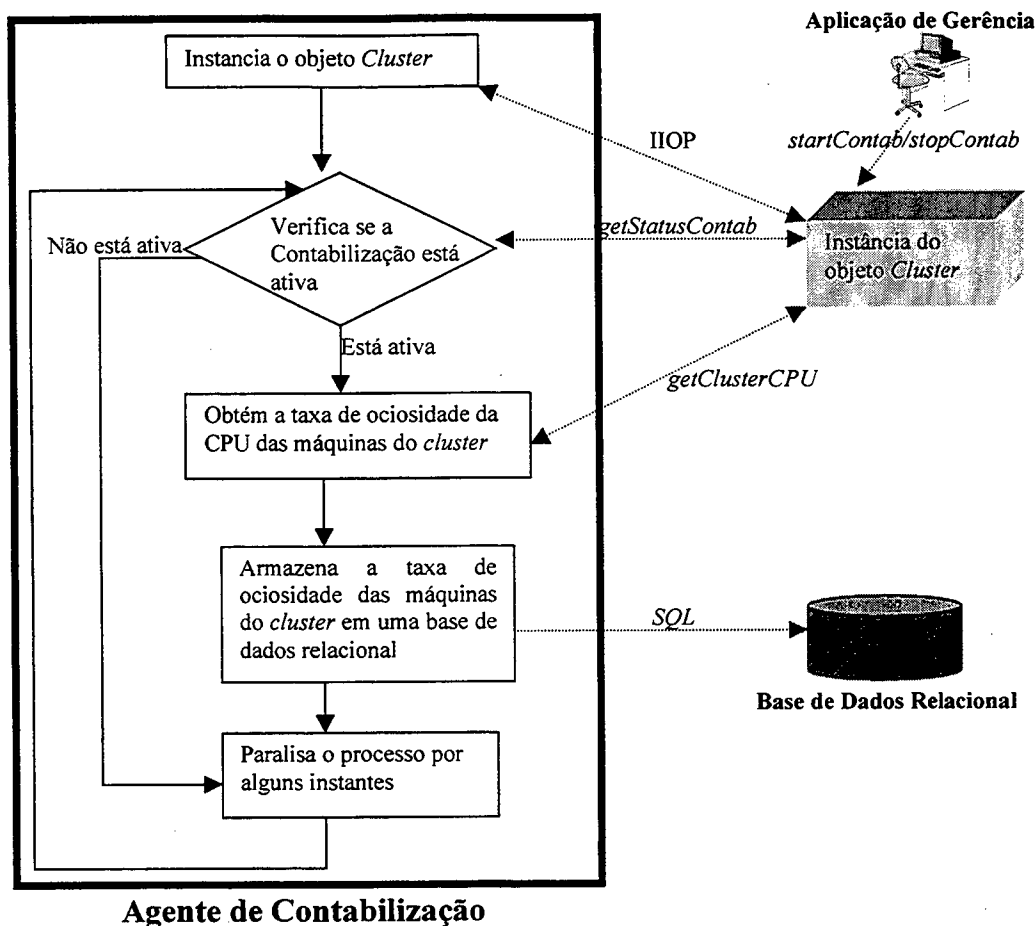 Aplicação de Gerência
Instancia o objeto Cluster
IIOP
startContab/stopContab
Não está ativa
Verifica se a
Contabilização está
ativa
getStatusContab
Instância do
objeto Cluster
Está ativa
getClusterCPU
Obtém a taxa de ociosidade da
CPU das máquinas do cluster
Armazena a taxa de
ociosidade das máquinas
do cluster em uma base de
dados relacional
SQL
Base de Dados Relacional
Paralisa o processo por
alguns instantes
Agente de Contabilização